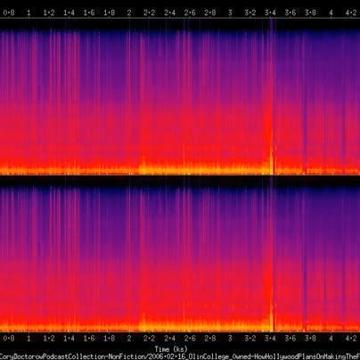 0·8 1 1·2 1·4 1·6 1·8 2 2·2 2·4 2·6 2·8 3 3·2 3·4 3·6 3·8 4 4·2
Time (ks)
CoryDoctorowPodcastCollection-NonFiction/2006-02-16_OlinCollege_Owned-HowHollywoodPlansOnMakingTheF